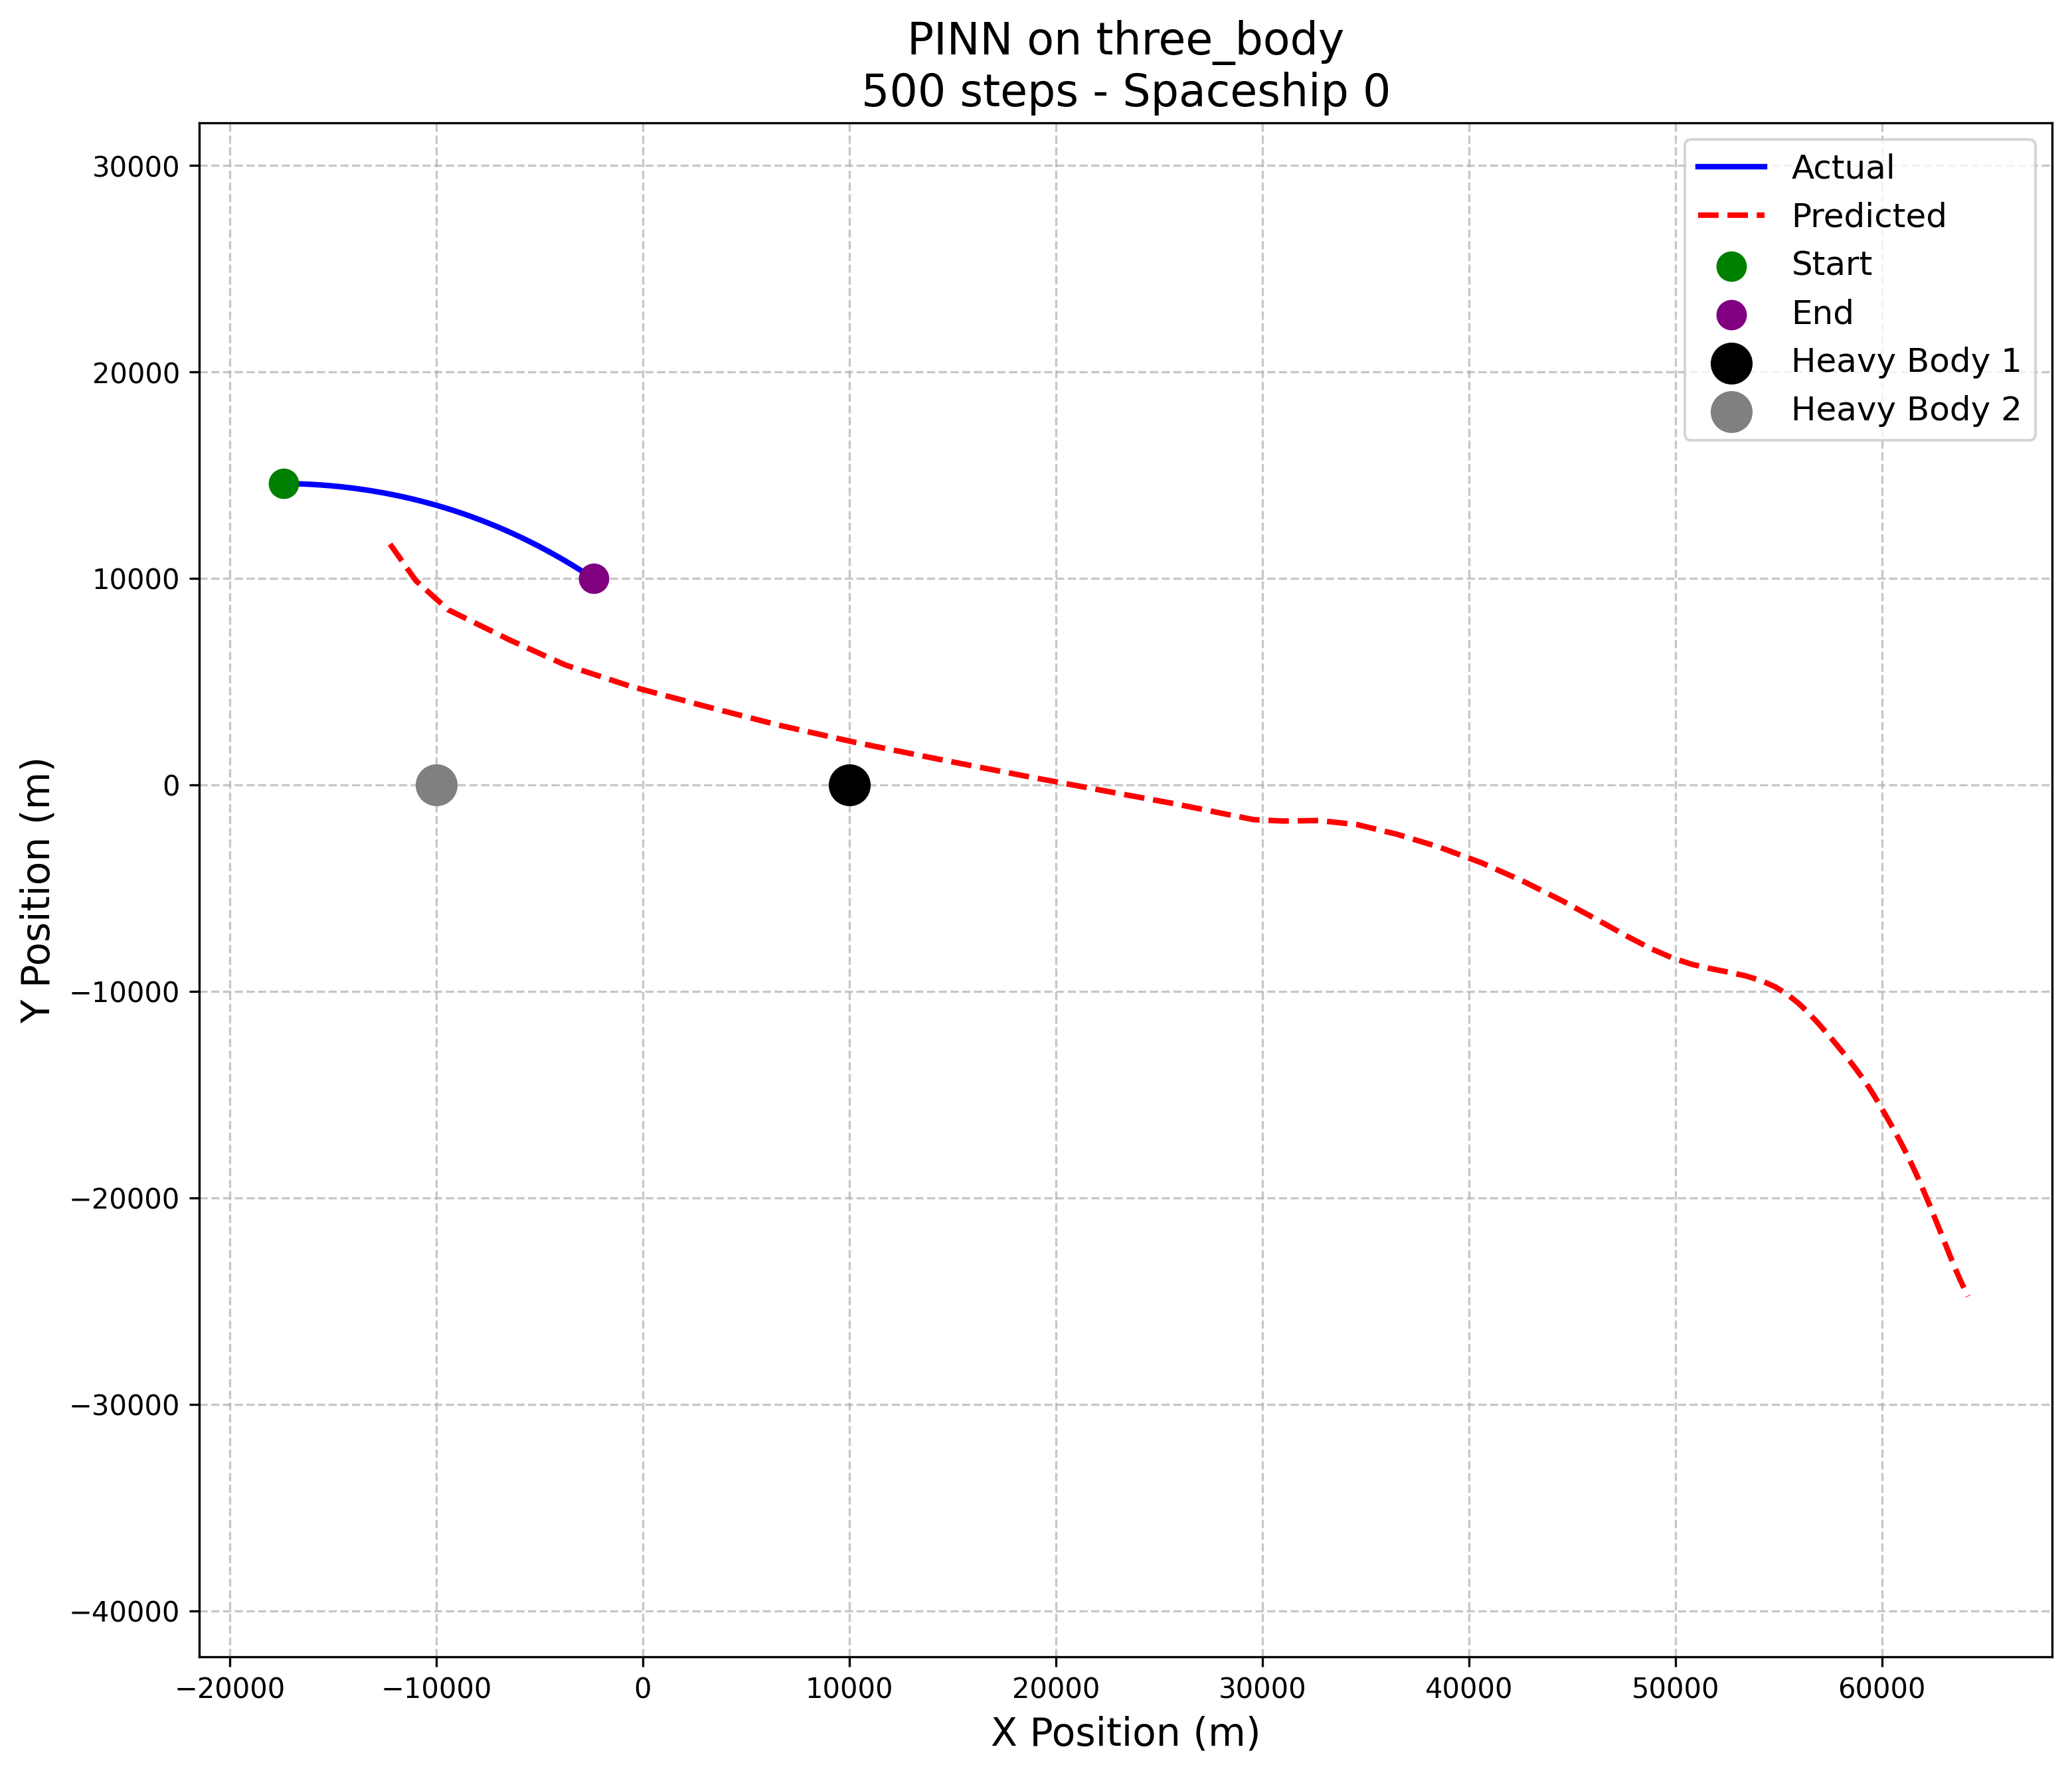 PINN on three_body
500 steps - Spaceship 0
Actual
Predicted
Start
End
Heavy Body 1
Heavy Body 2
30000
20000
10000
0
−10000
−20000
−30000
−40000
Y Position (m)
−20000
−10000
0
10000
20000
30000
40000
50000
60000
X Position (m)